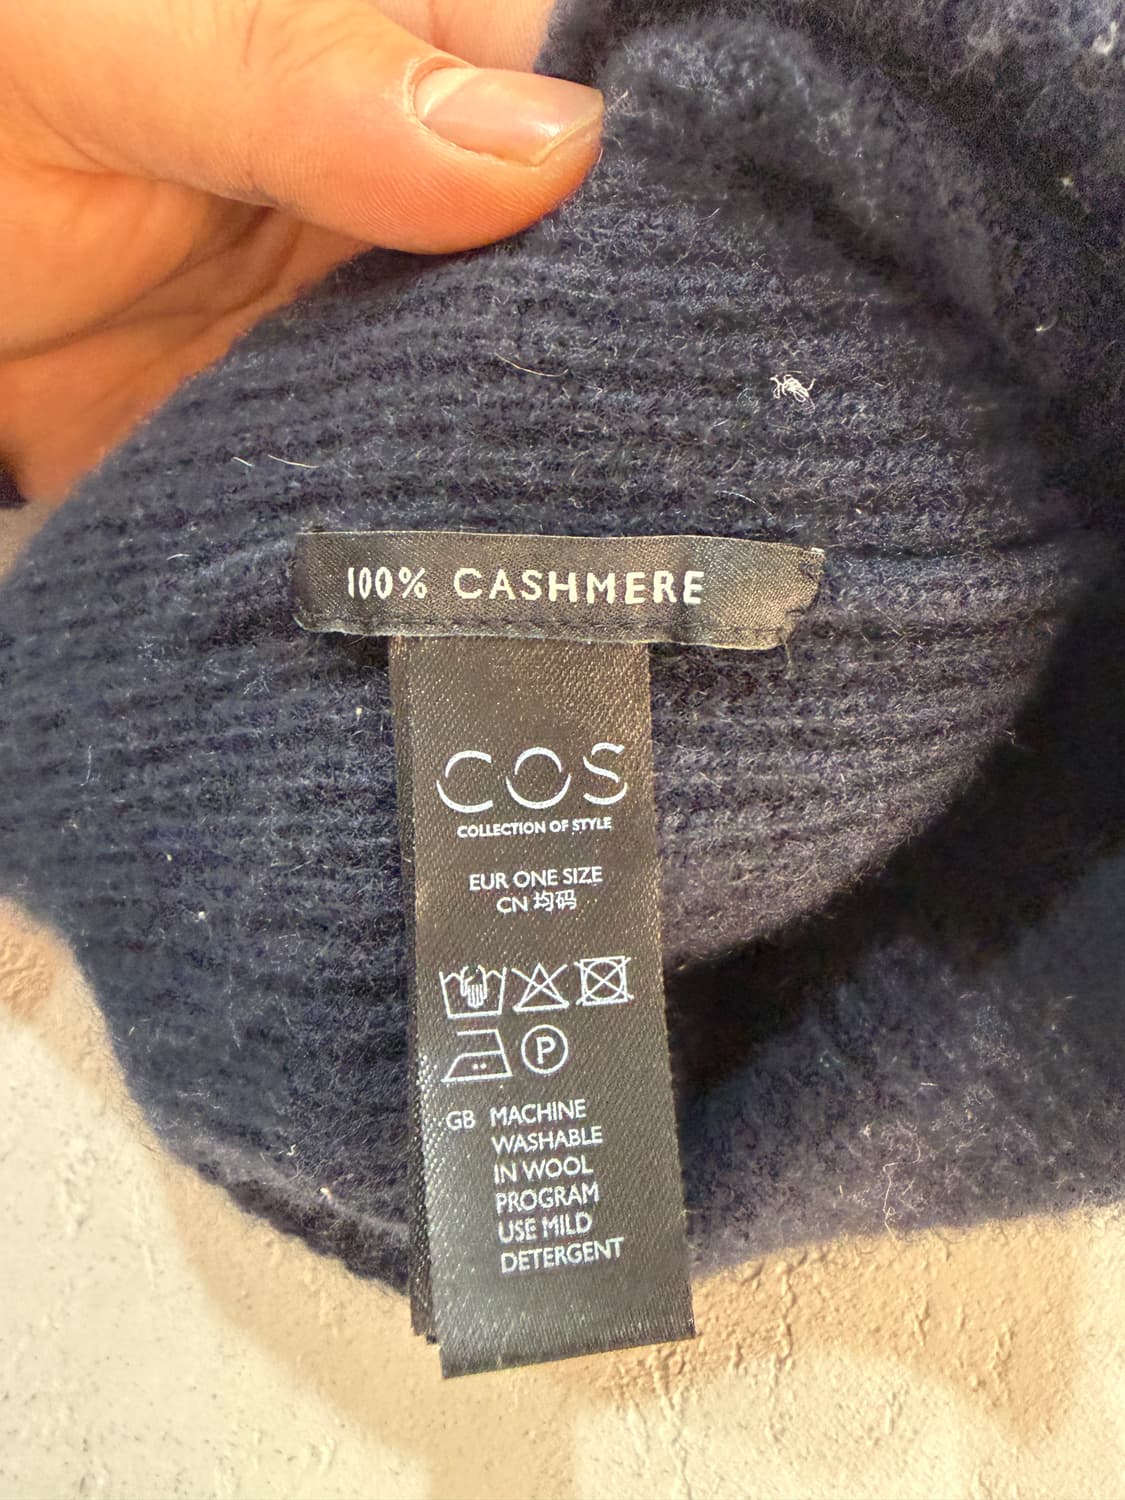 100% CASHMERE
COS
COLLECTION OF STYLE
EUR ONE SIZE
CN 均码
P
GB MACHINE
WASHABLE
IN WOOL
PROGRAM
USE MILD
DETERGENT